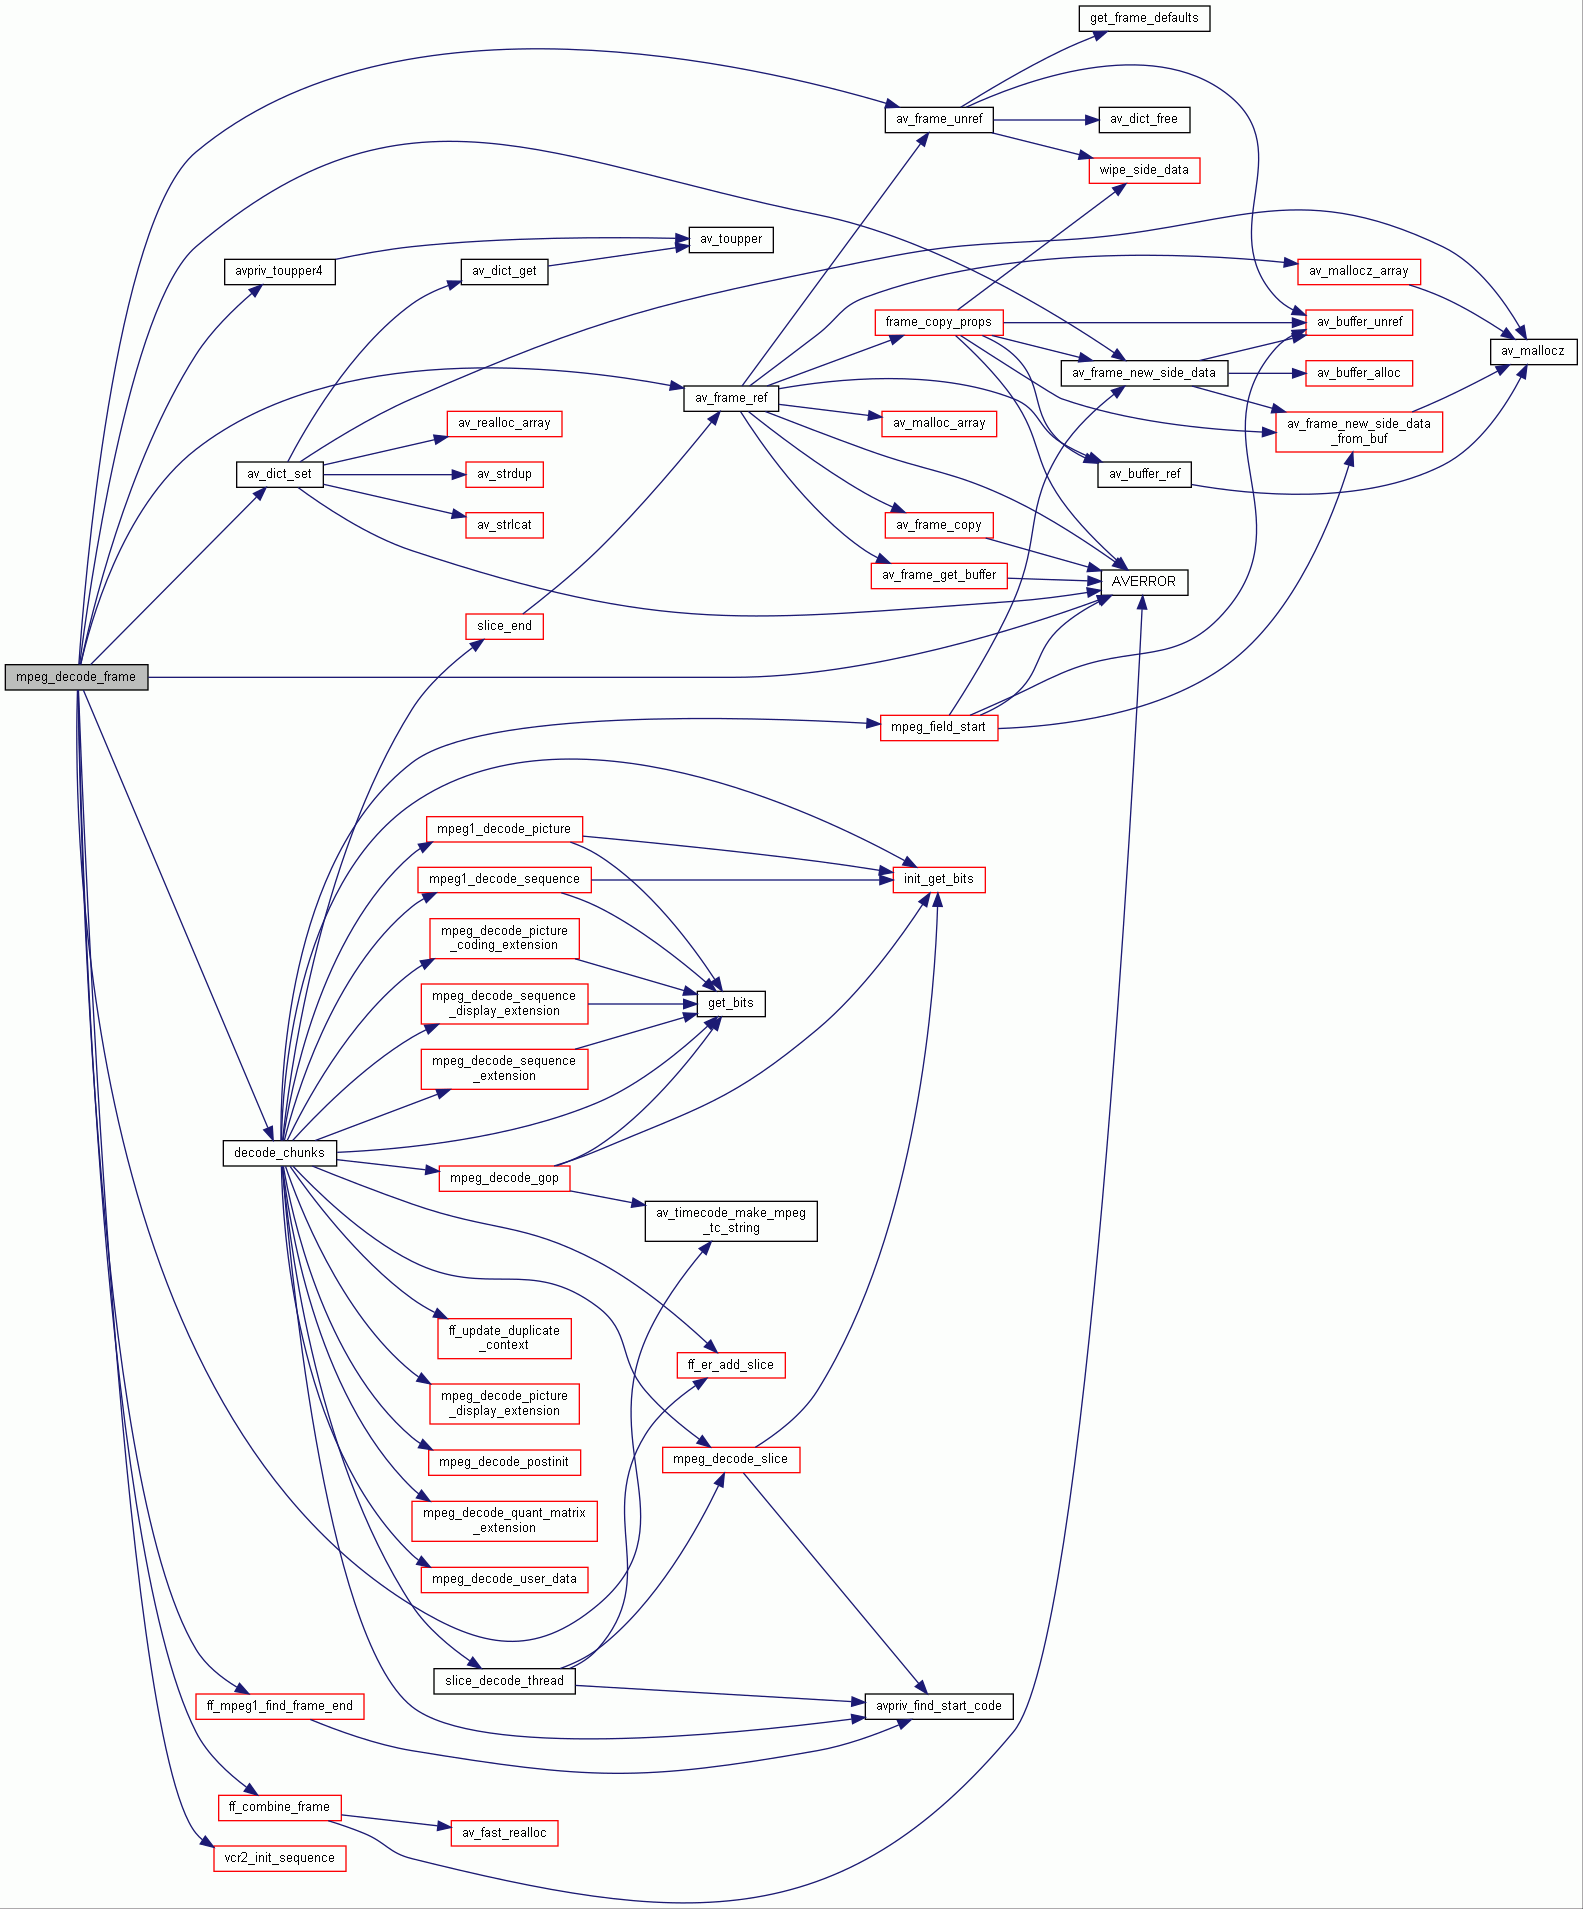 get_frame_defaults
av_frame_unref
av_dict_free
wipe_side_data
av_toupper
avpriv_toupper4
av_dict_get
av_mallocz_array
frame_copy_props
av_buffer_unref
av_mallocz
av_frame_new_side_data
av_buffer_alloc
av_frame_ref
av_realloc_array
av_malloc_array
av_frame_new_side_data
_from_buf
av_dict_set
av_strdup
av_buffer_ref
av_strlcat
av_frame_copy
av_frame_get_buffer
AVERROR
slice_end
mpeg_decode_frame
mpeg_field_start
mpeg1_decode_picture
mpeg1_decode_sequence
init_get_bits
mpeg_decode_picture
_coding_extension
mpeg_decode_sequence
_display_extension
get_bits
mpeg_decode_sequence
_extension
decode_chunks
mpeg_decode_gop
av_timecode_make_mpeg
_tc_string
ff_update_duplicate
_context
ff_er_add_slice
mpeg_decode_picture
_display_extension
mpeg_decode_postinit
mpeg_decode_slice
mpeg_decode_quant_matrix
_extension
mpeg_decode_user_data
slice_decode_thread
ff_mpeg1_find_frame_end
avpriv_find_start_code
ff_combine_frame
av_fast_realloc
vcr2_init_sequence